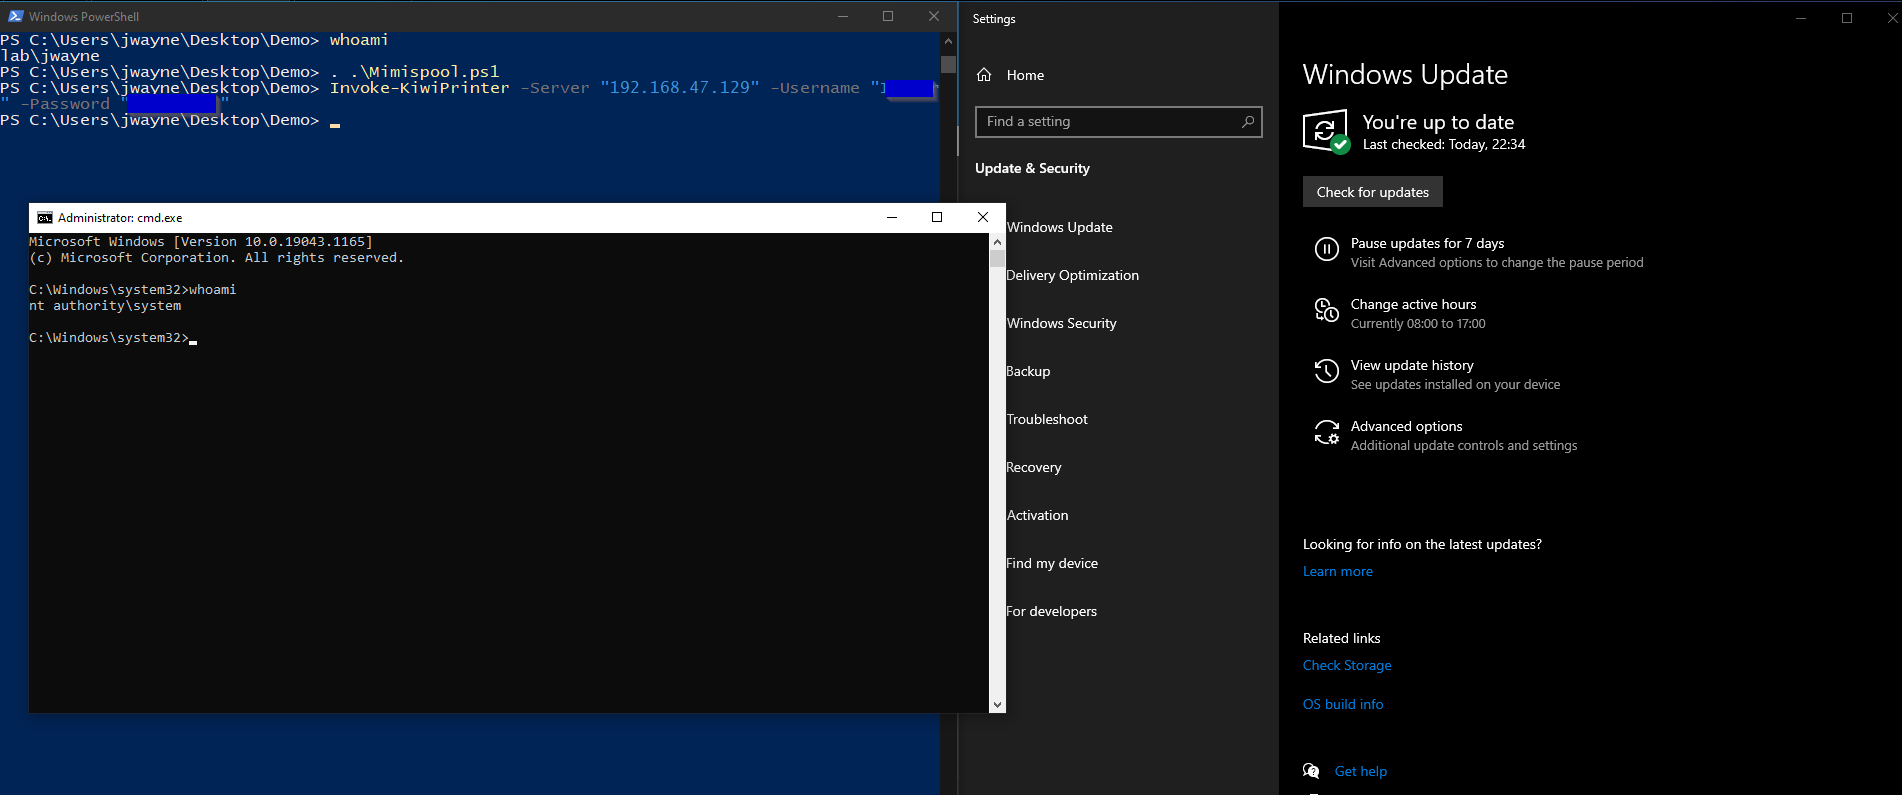 Windows PowerShell
PS C:\Users\jwayne\Desktop\Demo> whoami
lab\jwayne
PS C:\Users\jwayne\Desktop\Demo> . .\Mimispool.ps1
PS C:\Users\jwayne\Desktop\Demo> Invoke-KiwiPrinter -Server "192.168.47.129" -Username "
" -Password " "
PS C:\Users\jwayne\Desktop\Demo>
Administrator: cmd.exe
Microsoft Windows [Version 10.0.19043.1165]
(c) Microsoft Corporation. All rights reserved.
C:\Windows\system32>whoami
nt authority\system
C:\Windows\system32>
Settings
Home
Find a setting
Update & Security
Windows Update
Delivery Optimization
Windows Security
Backup
Troubleshoot
Recovery
Activation
Find my device
For developers
Windows Update
You're up to date
Last checked: Today, 22:34
Check for updates
Pause updates for 7 days
Visit Advanced options to change the pause period
Change active hours
Currently 08:00 to 17:00
View update history
See updates installed on your device
Advanced options
Additional update controls and settings
Looking for info on the latest updates?
Learn more
Related links
Check Storage
OS build info
Get help